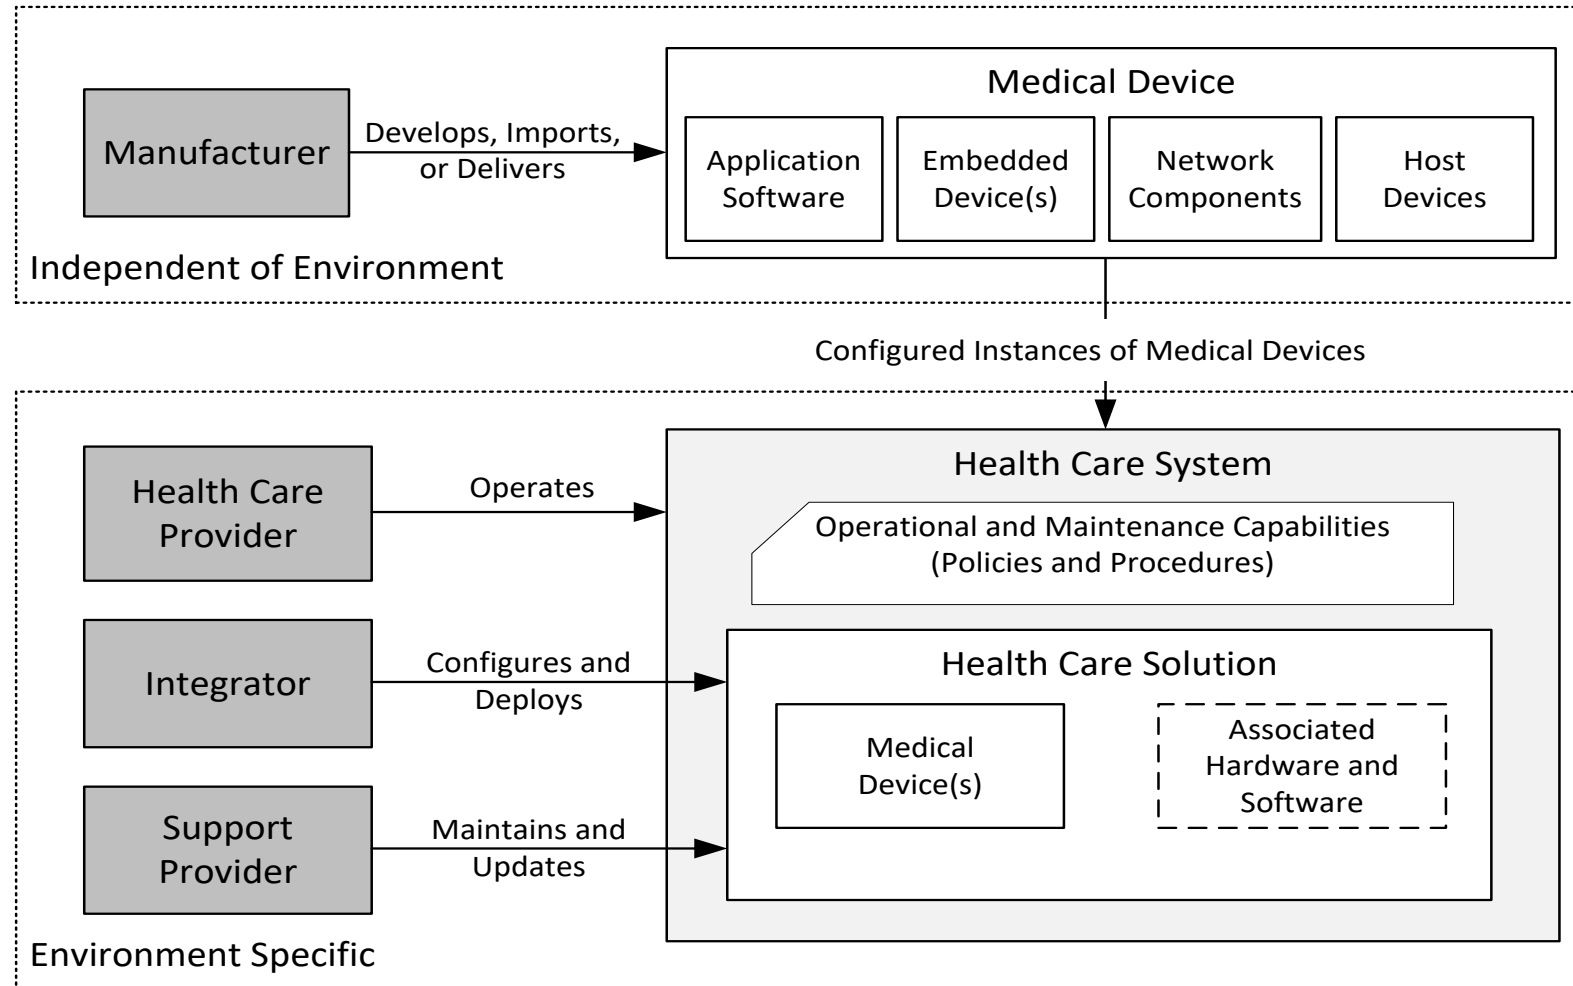 Medical Device
Manufacturer
Develops, Imports,
or Delivers
Application
Software
Embedded
Device(s)
Network
Components
Host
Devices
Independent of Environment
Configured Instances of Medical Devices
Health Care
Provider
Operates
Health Care System
Operational and Maintenance Capabilities
(Policies and Procedures)
Integrator
Configures and
Deploys
Health Care Solution
Medical
Device(s)
Associated
Hardware and
Software
Support
Provider
Maintains and
Updates
Environment Specific